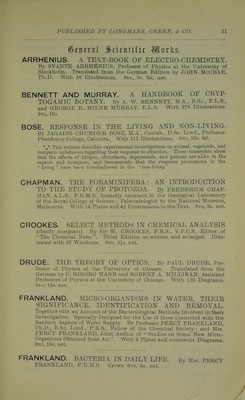 PUBLISHED BY LONGMANS, GREEN, & CO. 11
General Scientific Works.
ARRHENIUS. A TEXT-BOOK OF ELECTRO-CHEMISTRY.
By SVANTE ARRHENIUS, Professor of Physics at the University of
Stockholm. Translated from the German Edition by JOHN McCRAE,
Ph.D. With 58 Illustrations. 8vo, 9s. 6d. net.
BENNETT AND MURRAY. A HANDBOOK OF CRYP-
TOGAMIC BOTANY. By A. W. BENNETT, M.A., B.Sc., F.L.S.,
and GEORGE R. MILNE MURRAY, F.L.S. With 378 Illustrations.
8vo, 16s.
BOSE. RESPONSE IN THE LIVING AND NON-LIVING.
By JAGADIS CHUNDER BOSE, M.A., Cantab., D.Sc. Lond., Professor,
Presidency College, Calcutta. With 117 Illustrations. 8vo, 10s. 6d.
*** This volume describes experimental investigations on animal, vegetable, and
inorganic substances regarding their response to stimulus. These researches show
that the effects of fatigue, stimulants, depressants, and poisons are alike in the
organic and inorganic, and demonstrate that the response phenomena in the
'living' have been foreshadowed in the 'non-living.'
CHAPMAN. THE FORAMINIFERA: AN INTRODUCTION
TO THE STUDY OF PROTOZOA. By FREDERICK CHAP-
MAN, A.L.S., F.R.M.S., formerly Assistant in the Geological Laboratory
of the Royal College of Science; Palæontologist to the National Museum,
Melbourne. With 14 Plates and 42 Illustrations in the Text. 8vo, 9s. net.
CROOKES. SELECT METHODS IN CHEMICAL ANALYSIS
(chiefly Inorganic). By Sir W. CROOKES, F.R.S., V.P.C.S. Editor of
'The Chemical News.' Third Edition, re-written and enlarged. Illus-
trated with 67 Woodcuts. 8vo, 21s. net.
DRUDE. THE THEORY OF OPTICS. By PAUL DRUDE, Pro-
fessor of Physics at the University of Giessen. Translated from the
German by C. RIBORG MANN and ROBERT A. MILLIKAN, Assistant
Professors of Physics at the University of Chicago. With 110 Diagrams.
8vo, 15s. net.
FRANKLAND. MICRO-ORGANISMS IN WATER, THEIR
SIGNIFICANCE, IDENTIFICATION AND REMOVAL.
Together with an Account of the Bacteriological Methods Involved in their
Investigation. Specially Designed for the Use of those connected with the
Sanitary Aspects of Water Supply. By Professor PERCY FRANKLAND,
Ph.D., B.Sc. Lond., F.R.S., Fellow of the Chemical Society; and Mrs.
PERCY FRANKLAND, Joint Author of 'Studies on Some New Micro-
Organisms Obtained from Air'. With 2 Plates and numerous Diagrams.
8vo, 16s. net.
FRANKLAND. BACTERIA IN DAILY LIFE. By Mrs. PERCY
FRANKLAND, F.R.M.S. Crown 8vo, 5s. net.